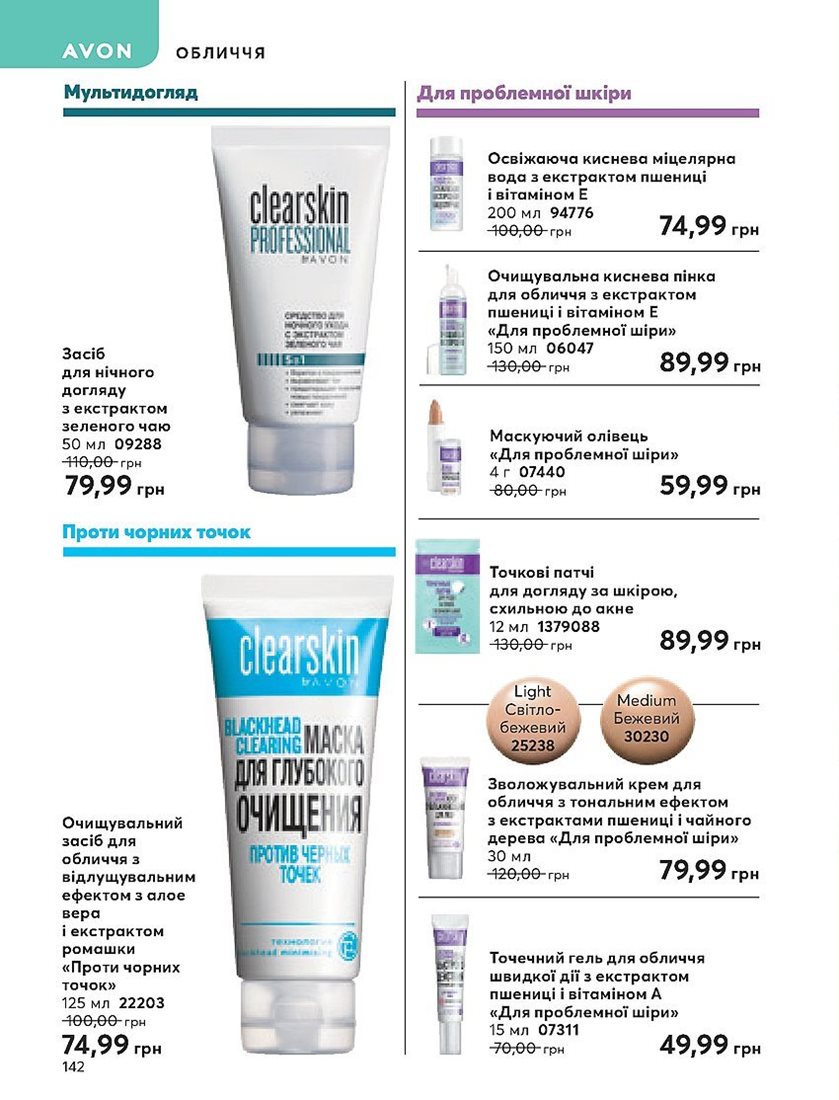 AVON
ОБЛИЧЧЯ
Мультидогляд
clearskin
PROFESSIONAL
BY AVON
СРЕДСТВО ДЛЯ
НОЧНОГО УХОДА
С ЭКСТРАКТОМ
ЗЕЛЕНОГО ЧАЯ
5 в 1
Засіб
для нічного
догляду
з екстрактом
зеленого чаю
50 мл 09288
110,00 грн
79,99 грн
Проти чорних точок
clearskin
BY AVON
BLACKHEAD
CLEARING МАСКА
ДЛЯ ГЛУБОКОГО
ОЧИЩЕНИЯ
ПРОТИВ ЧЕРНЫХ
ТОЧЕК
технология
blackhead minimising
Очищувальний
засіб для
обличчя з
відлущувальним
ефектом з алое
вера
і екстрактом
ромашки
«Проти чорних
точок»
125 мл 22203
100,00 грн
74,99 грн
142
Для проблемної шкіри
Освіжаюча киснева міцелярна
вода з екстрактом пшениці
і вітаміном Е
200 мл 94776
100,00 грн
74,99 грн
Очищувальна киснева пінка
для обличчя з екстрактом
пшениці і вітаміном Е
«Для проблемної шіри»
150 мл 06047
130,00 грн
89,99 грн
Маскуючий олівець
«Для проблемної шіри»
4 г 07440
80,00 грн
59,99 грн
clearskin
Точкові патчі
для догляду за шкірою,
схильною до акне
12 мл 1379088
130,00 грн
89,99 грн
Light
Світло-
бежевий
25238
Medium
Бежевий
30230
clearskin
Зволожувальний крем для
обличчя з тональним ефектом
з екстрактами пшениці і чайного
дерева «Для проблемної шіри»
30 мл
120,00 грн
79,99 грн
Точечний гель для обличчя
швидкої дії з екстрактом
пшениці і вітаміном А
«Для проблемної шіри»
15 мл 07311
70,00 грн
49,99 грн